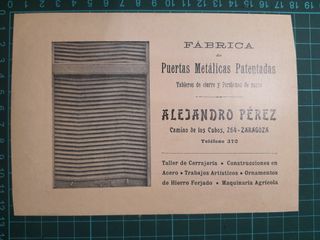 FÁBRICA
de
Puertas Metálicas Patentadas
Tableros de cierre y Persianas de acero
ALEJANDRO PÉREZ
Camino de los Cubos, 264 - ZARAGOZA
Teléfono 370
Taller de Cerrajería • Construcciones en
Acero • Trabajos Artísticos • Ornamentos
de Hierro Forjado • Maquinaria Agrícola